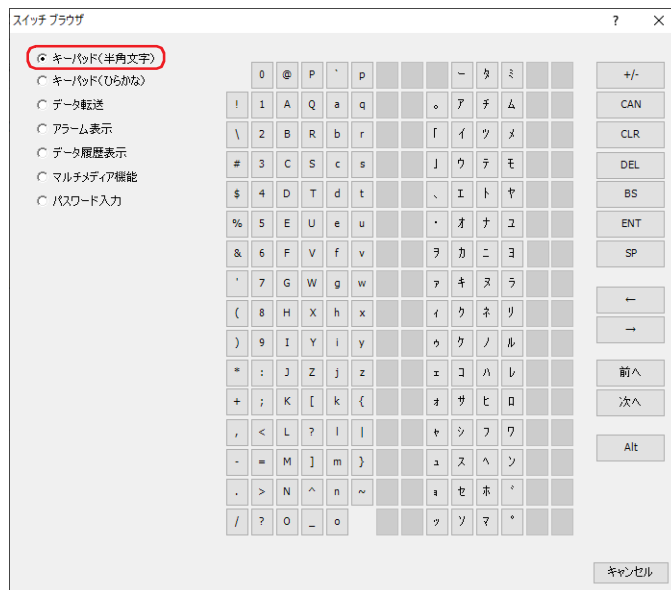 スイッチ ブラウザ ? ×
キーパッド(半角文字)
キーパッド(ひらかな)
データ転送
アラーム表示
データ履歴表示
マルチメディア機能
パスワード入力
0 @ P ` p ｰ ﾀ ﾐ
! 1 A Q a q ｡ ｱ ﾁ ﾑ
\ 2 B R b r ｢ ｲ ﾂ ﾒ
# 3 C S c s ｣ ｳ ﾃ ﾓ
$ 4 D T d t ､ ｴ ﾄ ﾔ
% 5 E U e u ･ ｵ ﾅ ﾕ
& 6 F V f v ｦ ｶ ﾆ ﾖ
' 7 G W g w ｧ ｷ ﾇ ﾗ
( 8 H X h x ｨ ｸ ﾈ ﾘ
) 9 I Y i y ｩ ｹ ﾉ ﾙ
* : J Z j z ｪ ｺ ﾊ ﾚ
+ ; K [ k { ｫ ｻ ﾋ ﾛ
, < L ? l | ｬ ｼ ﾌ ﾜ
- = M ] m } ｭ ｽ ﾍ ﾝ
. > N ^ n ~ ｮ ｾ ﾎ ﾞ
/ ? O _ o ｯ ｿ ﾏ ﾟ
+/-
CAN
CLR
DEL
BS
ENT
SP
←
→
前へ
次へ
Alt
キャンセル